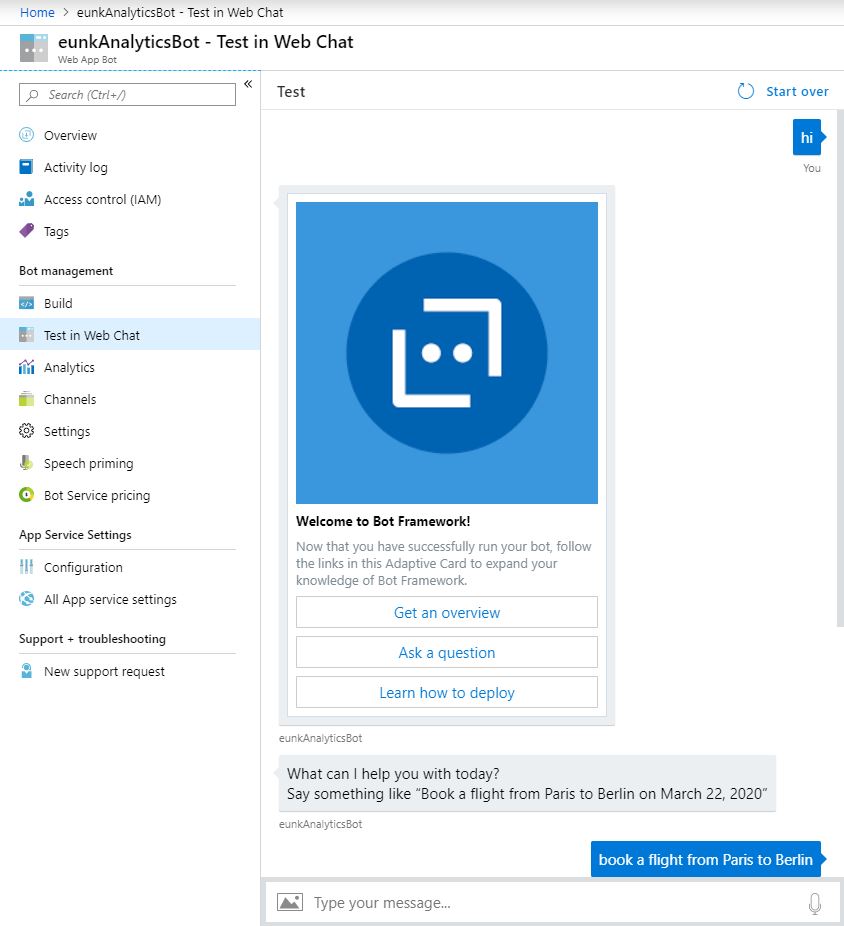 Home > eunkAnalyticsBot - Test in Web Chat
eunkAnalyticsBot - Test in Web Chat
Web App Bot
Search (Ctrl+/)
«
Overview
Activity log
Access control (IAM)
Tags
Bot management
Build
Test in Web Chat
Analytics
Channels
Settings
Speech priming
Bot Service pricing
App Service Settings
Configuration
All App service settings
Support + troubleshooting
New support request
Test
Start over
hi
You
Welcome to Bot Framework!
Now that you have successfully run your bot, follow
the links in this Adaptive Card to expand your
knowledge of Bot Framework.
Get an overview
Ask a question
Learn how to deploy
eunkAnalyticsBot
What can I help you with today?
Say something like “Book a flight from Paris to Berlin on March 22, 2020”
eunkAnalyticsBot
book a flight from Paris to Berlin
Type your message...